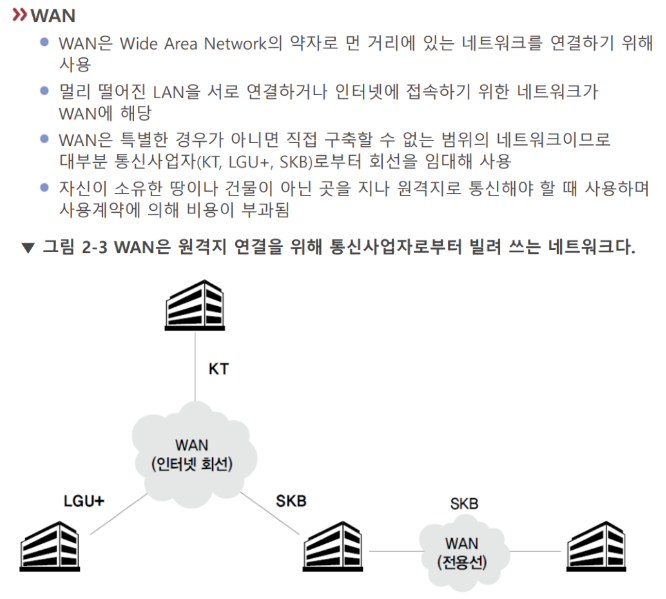 WAN
WAN은 Wide Area Network의 약자로 먼 거리에 있는 네트워크를 연결하기 위해
사용
멀리 떨어진 LAN을 서로 연결하거나 인터넷에 접속하기 위한 네트워크가
WAN에 해당
WAN은 특별한 경우가 아니면 직접 구축할 수 없는 범위의 네트워크이므로
대부분 통신사업자(KT, LGU+, SKB)로부터 회선을 임대해 사용
자신이 소유한 땅이나 건물이 아닌 곳을 지나 원격지로 통신해야 할 때 사용하며
사용계약에 의해 비용이 부과됨
▼ 그림 2-3 WAN은 원격지 연결을 위해 통신사업자로부터 빌려 쓰는 네트워크다.
KT
WAN
(인터넷 회선)
LGU+
SKB
SKB
WAN
(전용선)